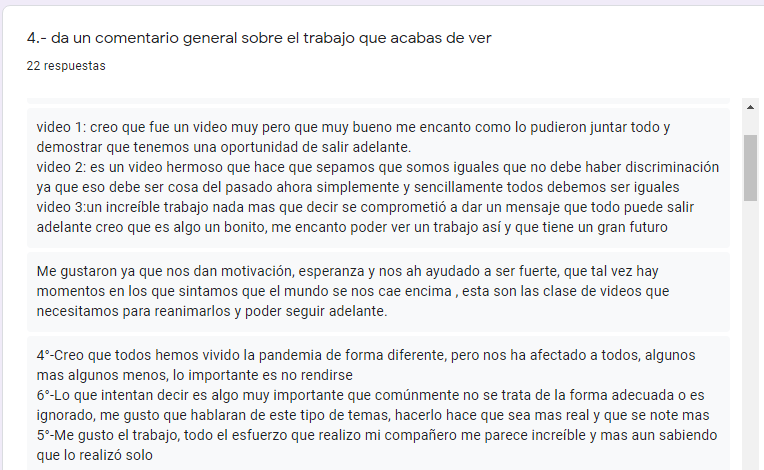 4.- da un comentario general sobre el trabajo que acabas de ver
22 respuestas
video 1: creo que fue un video muy pero que muy bueno me encanto como lo pudieron juntar todo y
demostrar que tenemos una oportunidad de salir adelante.
video 2: es un video hermoso que hace que sepamos que somos iguales que no debe haber discriminación
ya que eso debe ser cosa del pasado ahora simplemente y sencillamente todos debemos ser iguales
video 3:un increíble trabajo nada mas que decir se comprometió a dar un mensaje que todo puede salir
adelante creo que es algo un bonito, me encanto poder ver un trabajo así y que tiene un gran futuro
Me gustaron ya que nos dan motivación, esperanza y nos ah ayudado a ser fuerte, que tal vez hay
momentos en los que sintamos que el mundo se nos cae encima , esta son las clase de videos que
necesitamos para reanimarlos y poder seguir adelante.
4°-Creo que todos hemos vivido la pandemia de forma diferente, pero nos ha afectado a todos, algunos
mas algunos menos, lo importante es no rendirse
6°-Lo que intentan decir es algo muy importante que comúnmente no se trata de la forma adecuada o es
ignorado, me gusto que hablaran de este tipo de temas, hacerlo hace que sea mas real y que se note mas
5°-Me gusto el trabajo, todo el esfuerzo que realizo mi compañero me parece increíble y mas aun sabiendo
que lo realizó solo